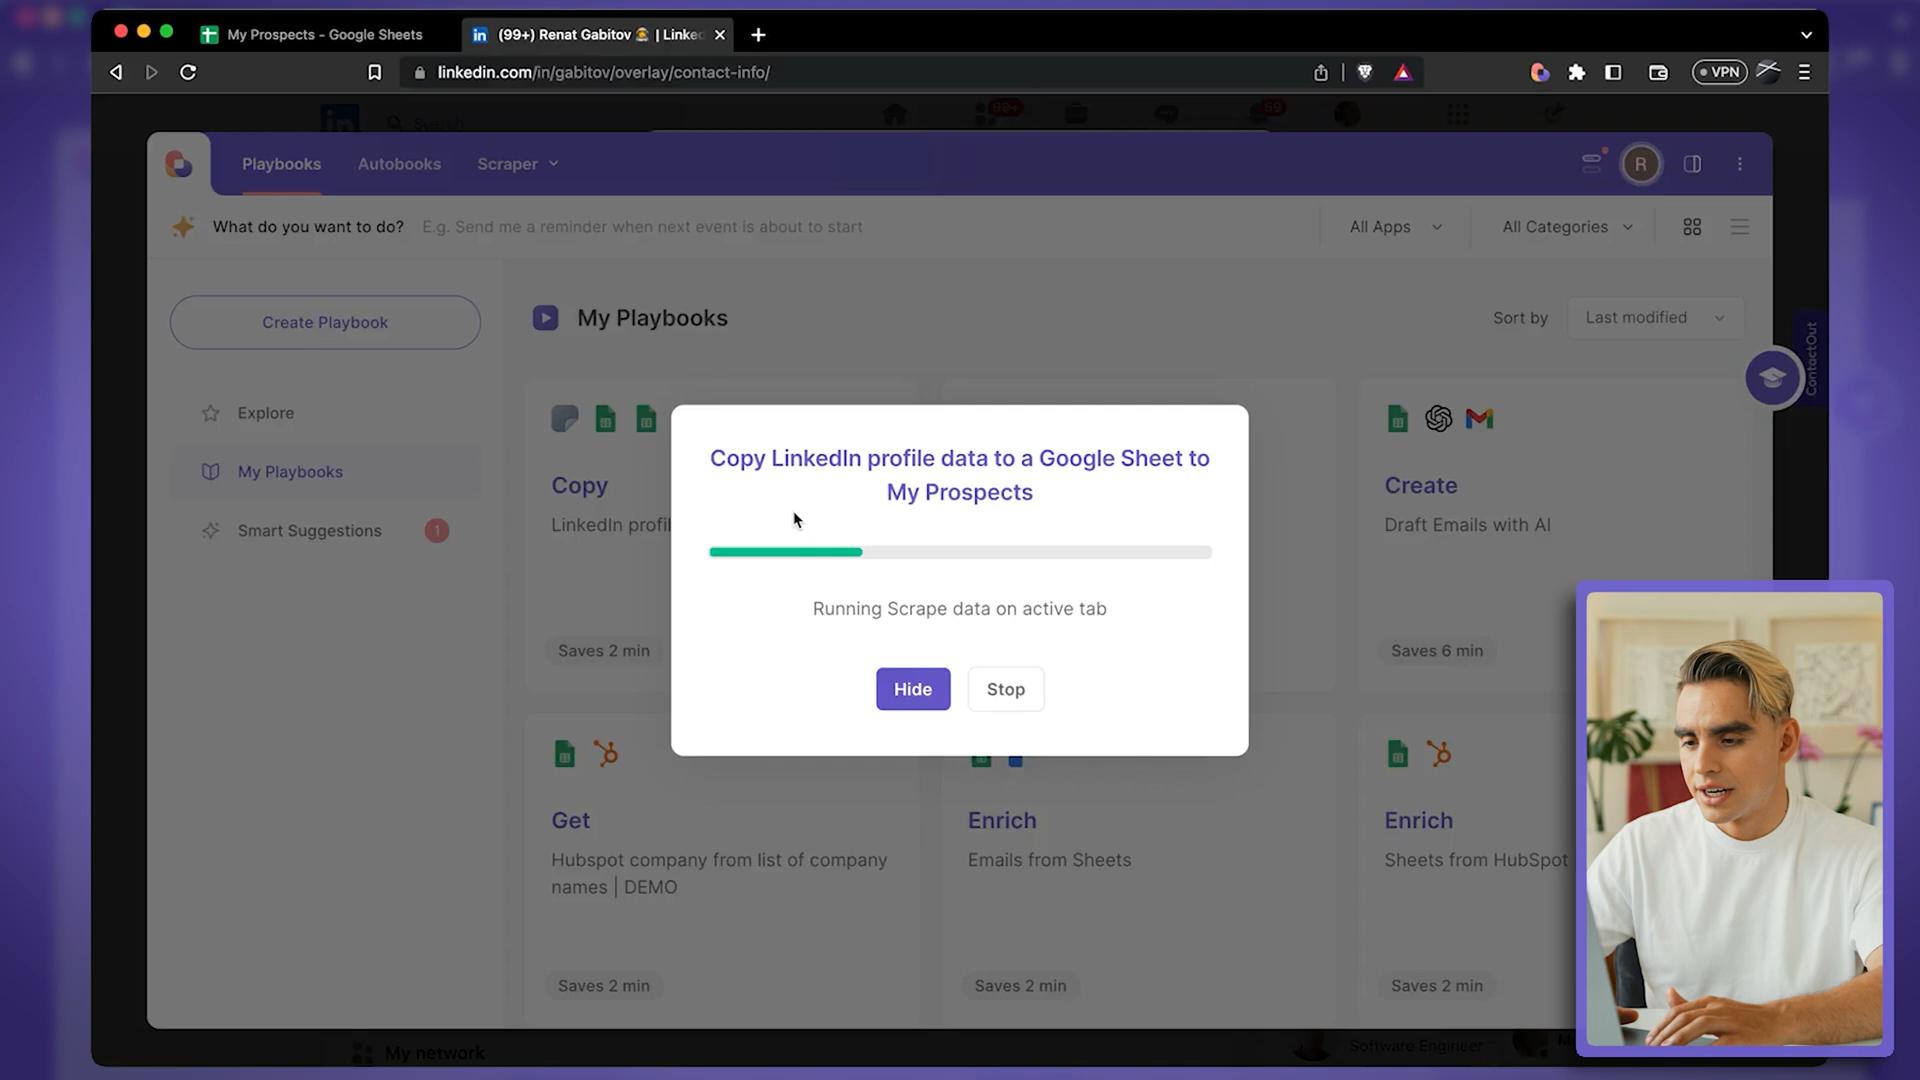 My Prospects - Google Sheets
in (99+) Renat Gabitov | Linke
linkedin.com/in/gabitov/overlay/contact-info/
VPN
in Search
99+
69
Playbooks Autobooks Scraper
R
What do you want to do? E.g. Send me a reminder when next event is about to start
All Apps All Categories
Create Playbook
My Playbooks
Sort by Last modified
ContactOut
Explore
My Playbooks
Smart Suggestions 1
Copy
LinkedIn profil
Saves 2 min
Create
Draft Emails with AI
Saves 6 min
Copy LinkedIn profile data to a Google Sheet to
My Prospects
Running Scrape data on active tab
Hide Stop
Get
Hubspot company from list of company
names | DEMO
Saves 2 min
Enrich
Emails from Sheets
Saves 2 min
Enrich
Sheets from HubSpot
Saves 2 min
My network
Software Engineer